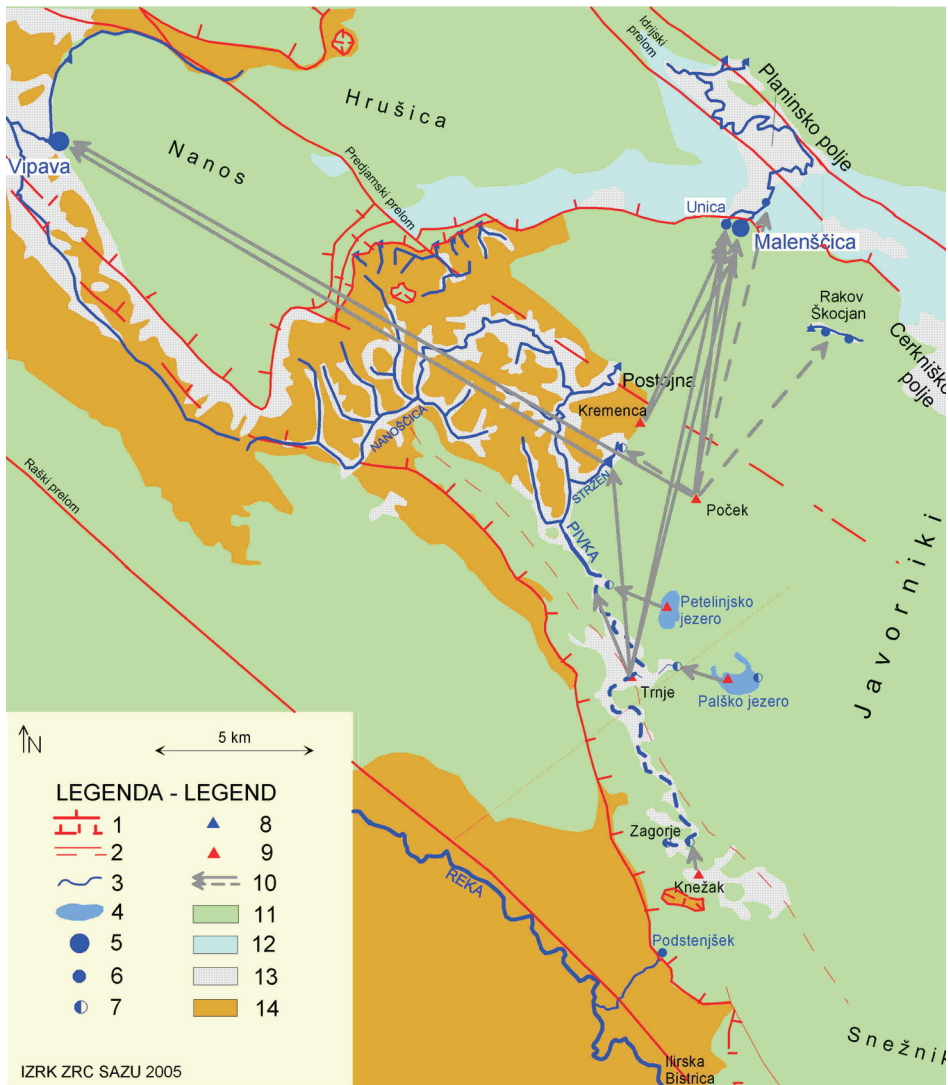 Idrijski
prelom
Planinsko polje
Hrušica
Nanos
Vipava
Predjamski prelom
Unica
Malenščica
Rakov
Škocjan
Cerkniško
polje
Postojna
Kremenca
NANOŠČICA
STRŽEN
Raški prelom
Poček
PIVKA
Javorniki
Petelinjsko
jezero
Trnje
Palško jezero
N
5 km
LEGENDA - LEGEND
1
2
3
4
5
6
7
8
9
10
11
12
13
14
Zagorje
Knežak
REKA
Podstenjšek
Snežnik
Ilirska
Bistrica
IZRK ZRC SAZU 2005